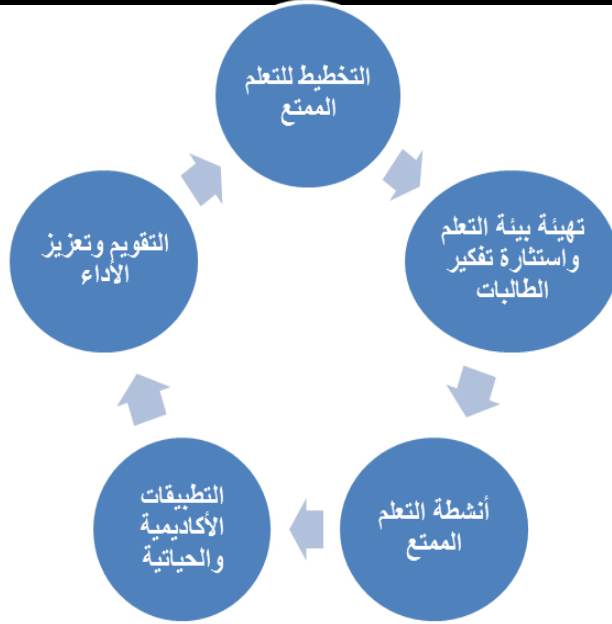 التخطيط للتعلم
الممتع
تهيئة بيئة التعلم
واستثارة تفكير
الطالبات
أنشطة التعلم
الممتع
التطبيقات
الأكاديمية
والحياتية
التقويم وتعزيز
الأداء